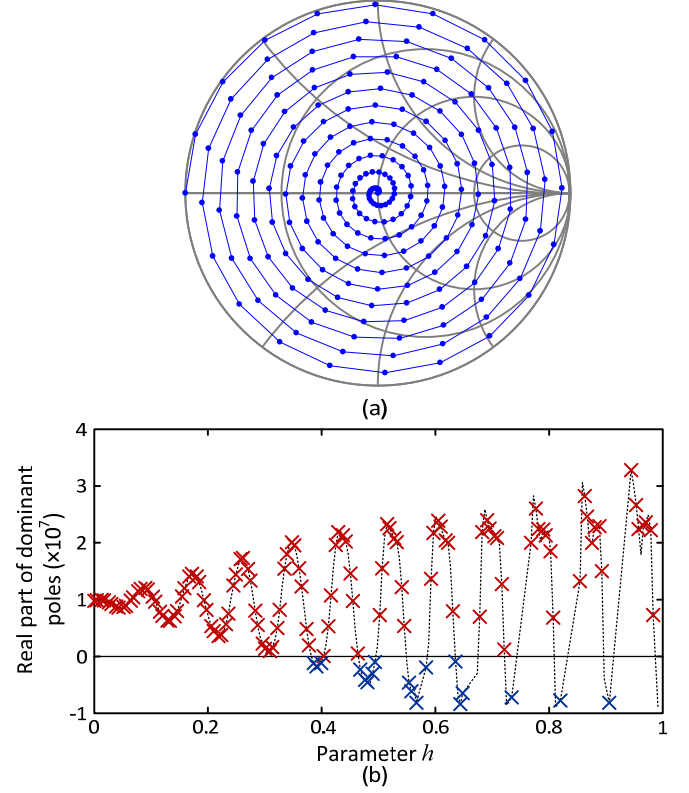 (a)
4
3
2
1
0
-1
Real part of dominant
poles (×10⁷)
0
0.2
0.4
0.6
0.8
1
Parameter h
(b)